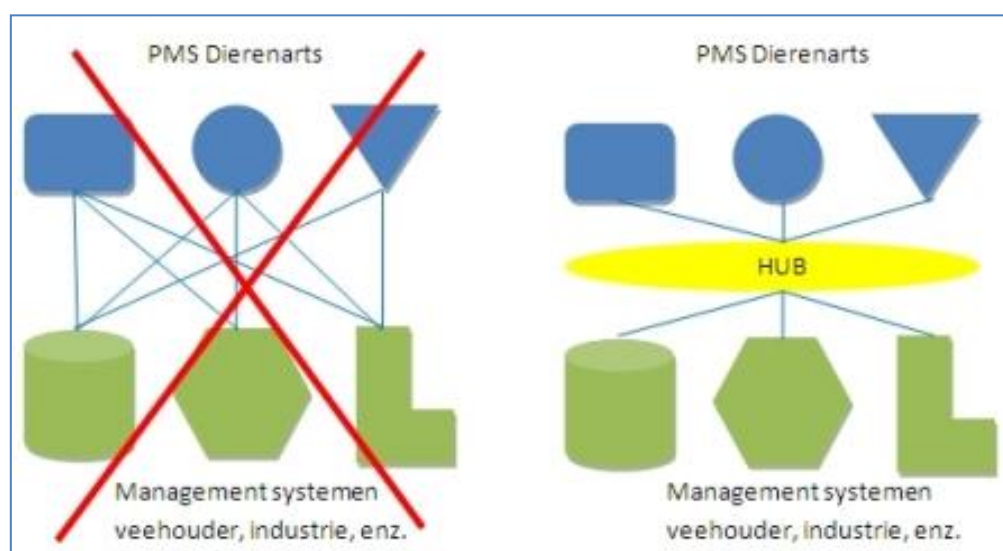 PMS Dierenarts
Management systemen
veehouder, industrie, enz.
PMS Dierenarts
HUB
Management systemen
veehouder, industrie, enz.